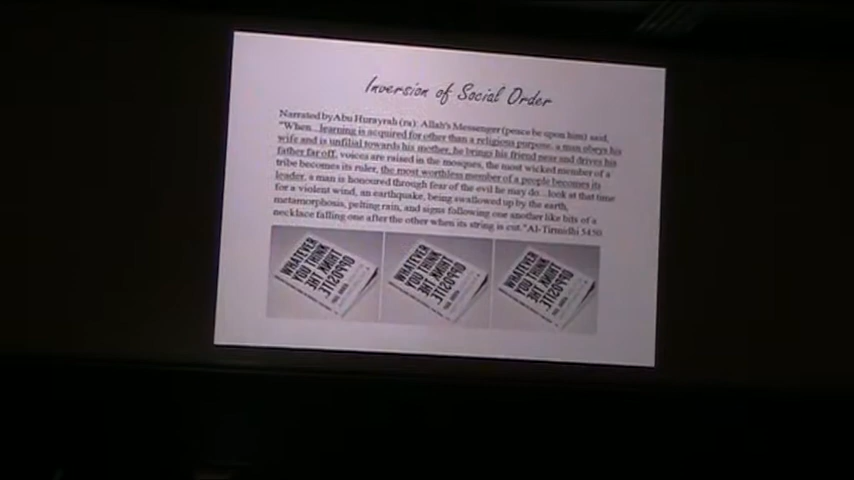 Inversion of Social Order
Narrated by Abu Hurayrah (ra): Allah's Messenger (peace be upon him) said,
"When...learning is acquired for other than a religious purpose, a man obeys his
wife and is unfilial towards his mother, he brings his friend near and drives his
father far off, voices are raised in the mosques, the most wicked member of a
tribe becomes its ruler, the most worthless member of a people becomes its
leader, a man is honoured through fear of the evil he may do...look at that time
for a violent wind, an earthquake, being swallowed up by the earth,
metamorphosis, pelting rain, and signs following one another like bits of a
necklace falling one after the other when its string is cut."Al-Tirmidhi 5450
WHATEVER
YOU THINK
THINK THE
OPPOSITE
WHATEVER
YOU THINK
THINK THE
OPPOSITE
WHATEVER
YOU THINK
THINK THE
OPPOSITE